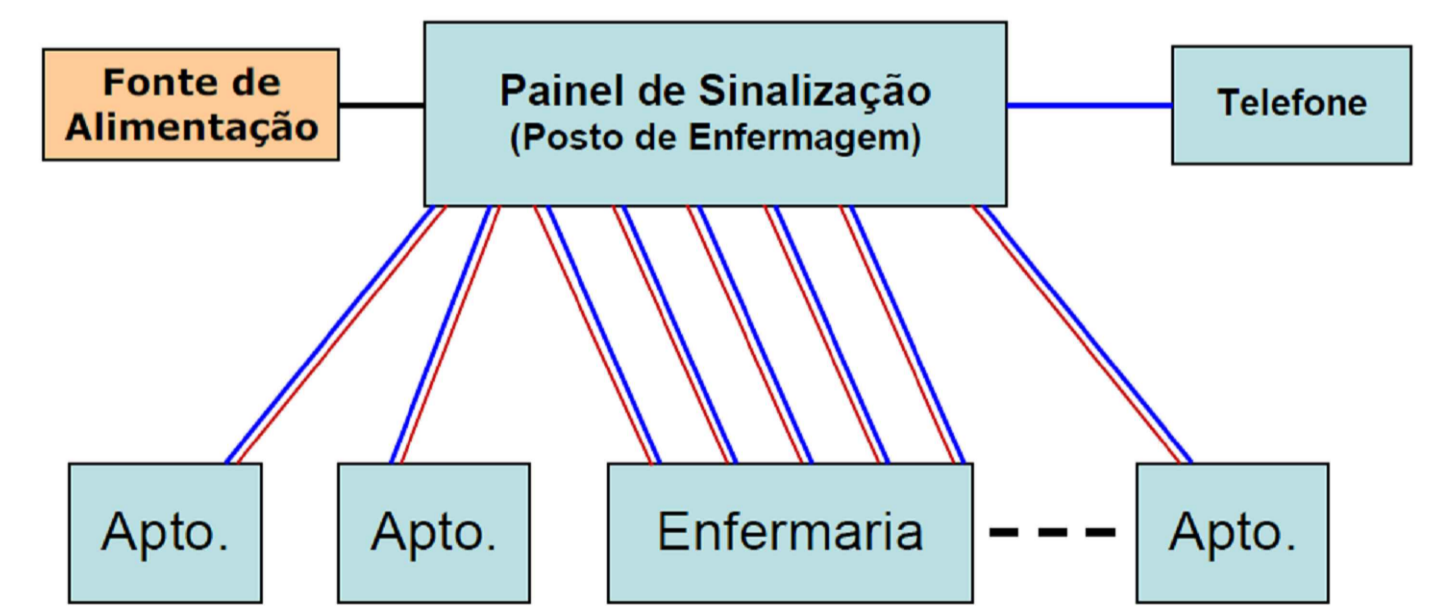 Fonte de
Alimentação
Painel de Sinalização
(Posto de Enfermagem)
Telefone
Apto.
Apto.
Enfermaria
Apto.